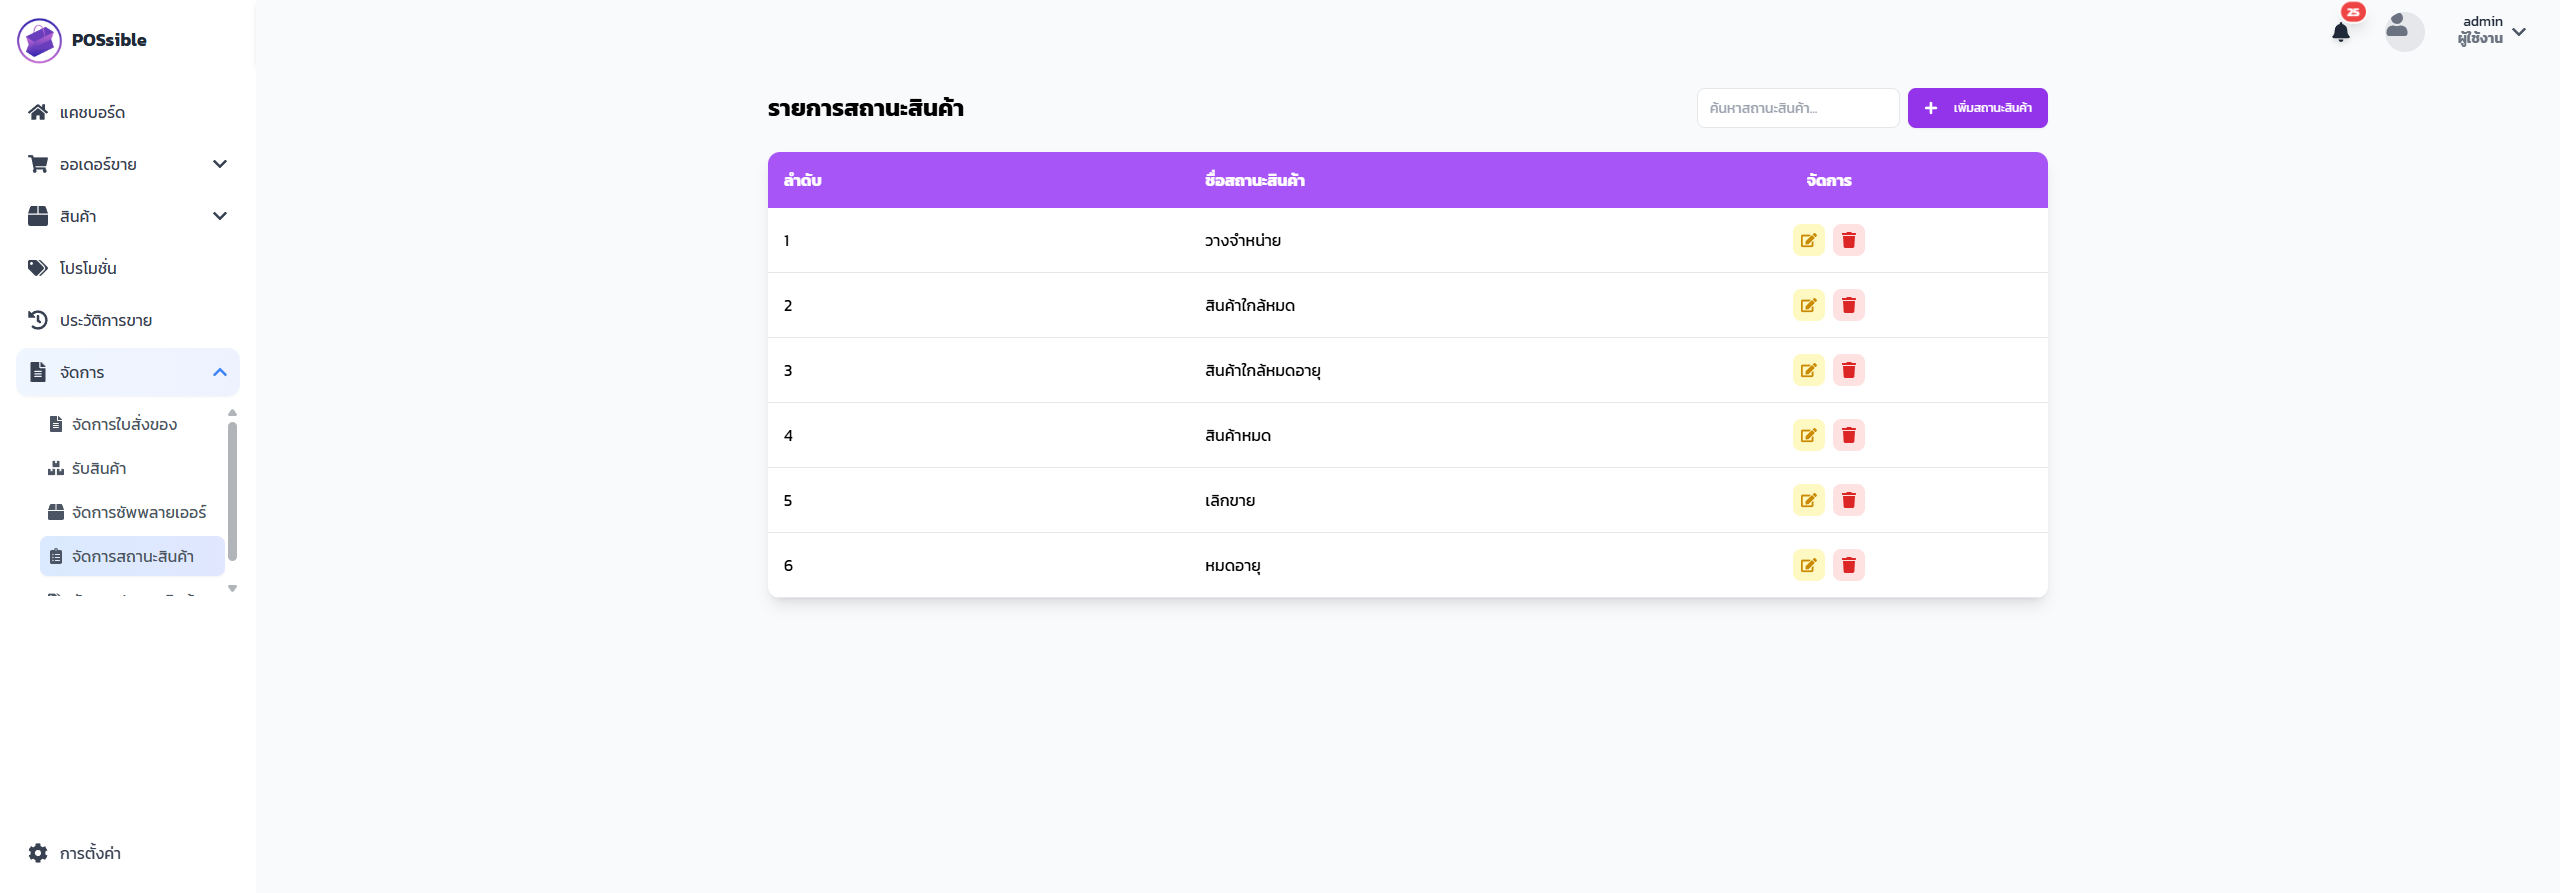 POSsible
แคชบอร์ด
ออเดอร์ขาย
สินค้า
โปรโมชั่น
ประวัติการขาย
จัดการ
จัดการใบสั่งของ
รับสินค้า
จัดการซัพพลายเออร์
จัดการสถานะสินค้า
การตั้งค่า
25
admin
ผู้ใช้งาน
รายการสถานะสินค้า
ค้นหาสถานะสินค้า...
เพิ่มสถานะสินค้า
ลำดับ ชื่อสถานะสินค้า จัดการ
1 วางจำหน่าย
2 สินค้าใกล้หมด
3 สินค้าใกล้หมดอายุ
4 สินค้าหมด
5 เลิกขาย
6 หมดอายุ